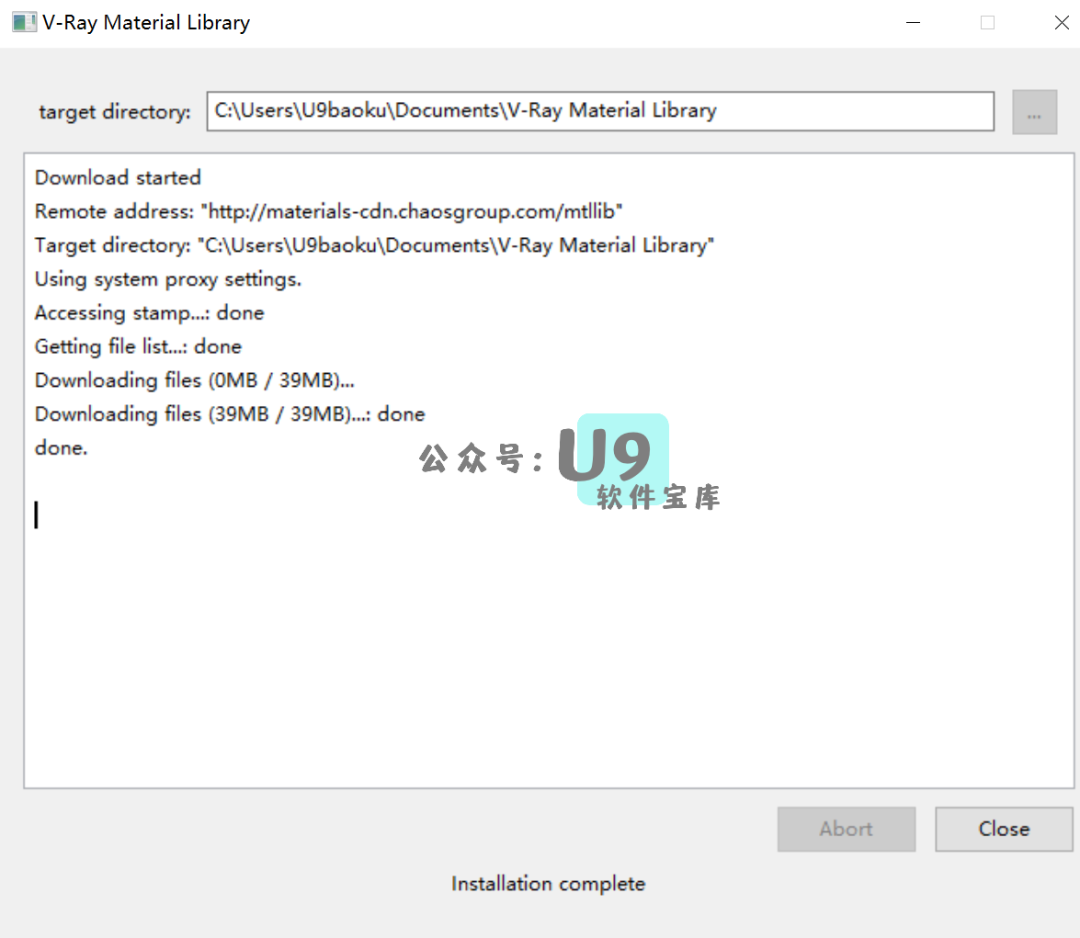 V-Ray Material Library
target directory: C:\Users\U9baoku\Documents\V-Ray Material Library ...
Download started
Remote address: "http://materials-cdn.chaosgroup.com/mtllib"
Target directory: "C:\Users\U9baoku\Documents\V-Ray Material Library"
Using system proxy settings.
Accessing stamp...: done
Getting file list...: done
Downloading files (0MB / 39MB)...
Downloading files (39MB / 39MB)...: done
done.
公众号: U9
软件宝库
Abort Close
Installation complete